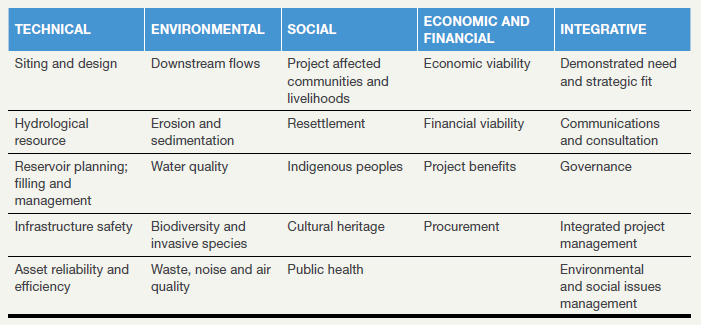 TECHNICAL
ENVIRONMENTAL
SOCIAL
ECONOMIC AND
FINANCIAL
INTEGRATIVE
Siting and design
Downstream flows
Project affected
communities and
livelihoods
Economic viability
Demonstrated need
and strategic fit
Hydrological
resource
Erosion and
sedimentation
Resettlement
Financial viability
Communications
and consultation
Reservoir planning;
filling and
management
Water quality
Indigenous peoples
Project benefits
Governance
Infrastructure safety
Biodiversity and
invasive species
Cultural heritage
Procurement
Integrated project
management
Asset reliability and
efficiency
Waste, noise and air
quality
Public health
Environmental
and social issues
management